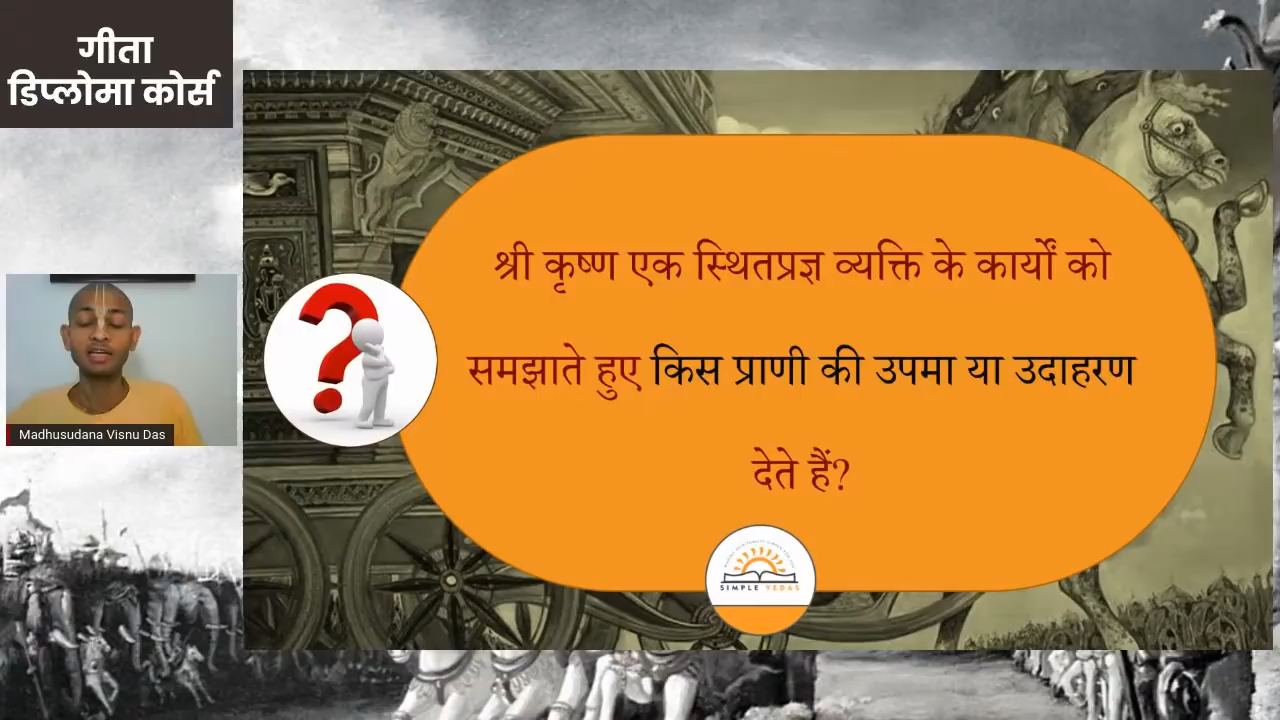 गीता
डिप्लोमा कोर्स
श्री कृष्ण एक स्थितप्रज्ञ व्यक्ति के कार्यों को
समझाते हुए किस प्राणी की उपमा या उदाहरण
देते हैं?
Madhusudana Visnu Das
SIMPLE VEDAS